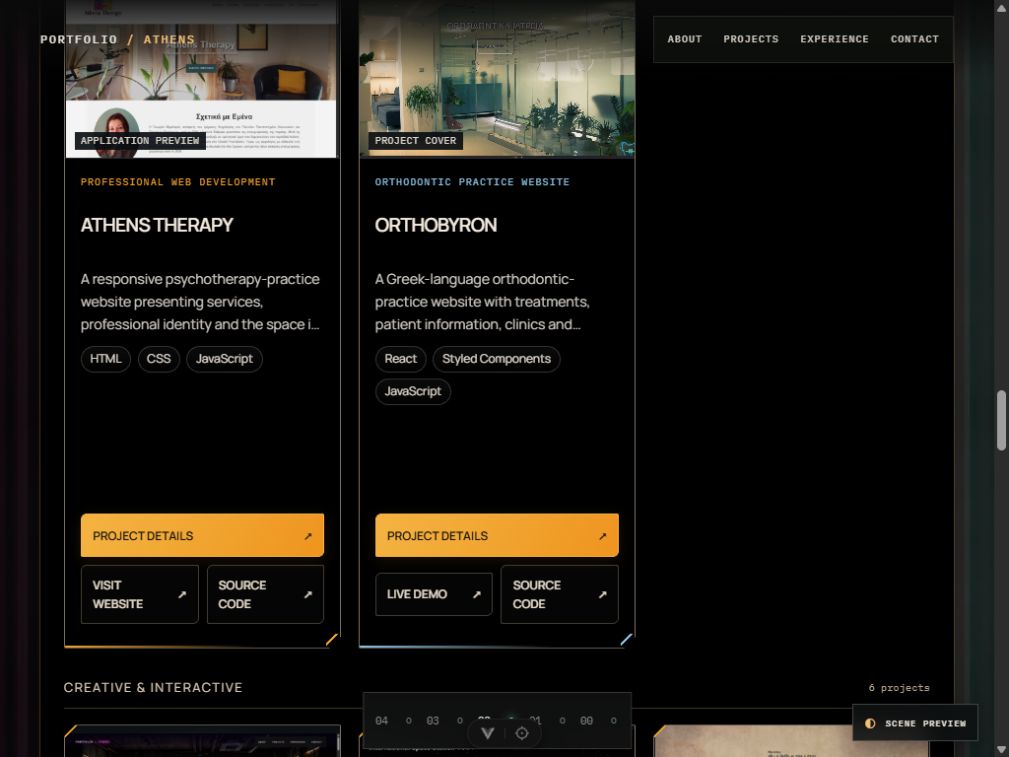 PORTFOLIO / ATHENS
ABOUT PROJECTS EXPERIENCE CONTACT
Athens Therapy
Σχετικά με Εμένα
APPLICATION PREVIEW
PROJECT COVER
PROFESSIONAL WEB DEVELOPMENT
ORTHODONTIC PRACTICE WEBSITE
ATHENS THERAPY
ORTHOBYRON
A responsive psychotherapy-practice
website presenting services,
professional identity and the space i...
A Greek-language orthodontic-
practice website with treatments,
patient information, clinics and...
HTML CSS JavaScript
React Styled Components
JavaScript
PROJECT DETAILS ↗
PROJECT DETAILS ↗
VISIT
WEBSITE ↗
SOURCE
CODE ↗
LIVE DEMO ↗
SOURCE
CODE ↗
CREATIVE & INTERACTIVE
6 projects
04 03 01 00
SCENE PREVIEW